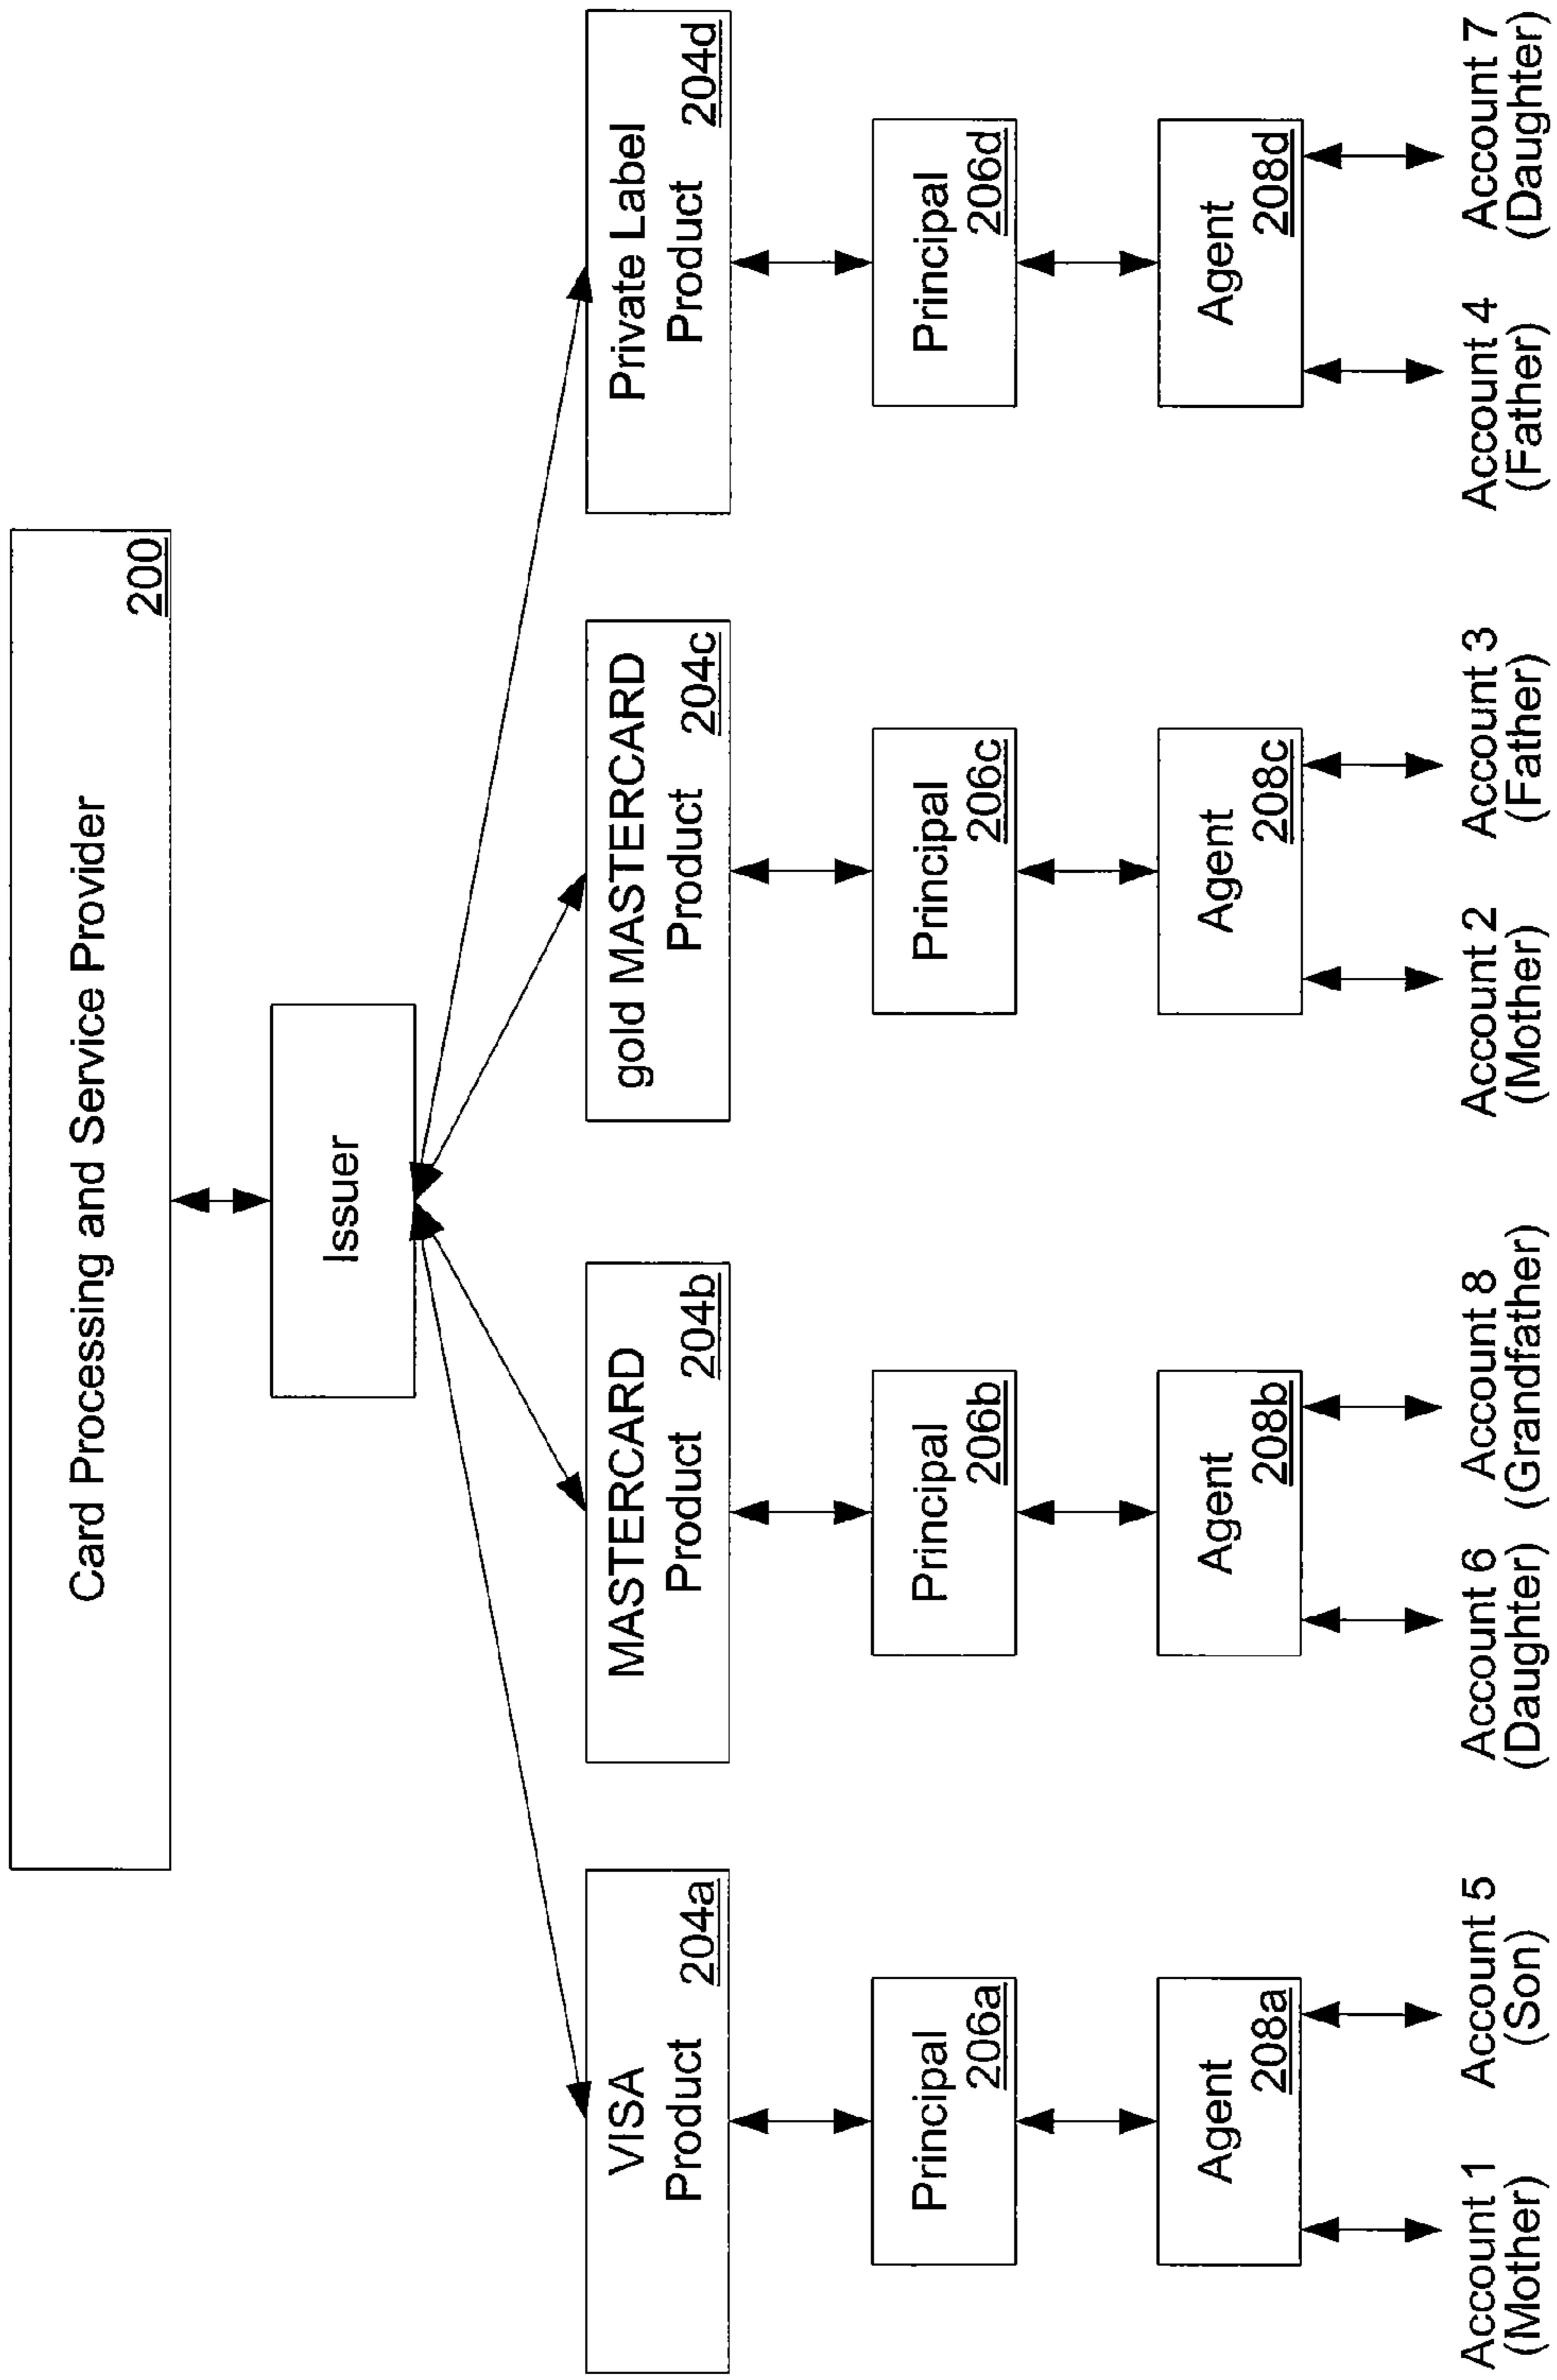 Card Processing and Service Provider
200
Issuer
VISA
Product 204a
MASTERCARD
Product 204b
gold MASTERCARD
Product 204c
Private Label
Product 204d
Principal
206a
Principal
206b
Principal
206c
Principal
206d
Agent
208a
Agent
208b
Agent
208c
Agent
208d
Account 1
(Mother)
Account 5
(Son)
Account 6
(Daughter)
Account 8
(Grandfather)
Account 2
(Mother)
Account 3
(Father)
Account 4
(Father)
Account 7
(Daughter)